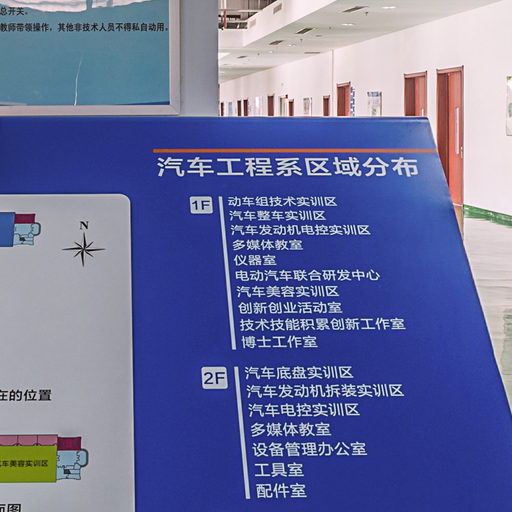 总开关。
教师带领操作，其他非技术人员不得私自动用。
汽车工程系区域分布
1F
动车组技术实训区
汽车整车实训区
汽车发动机电控实训区
多媒体教室
仪器室
电动汽车联合研发中心
汽车美容实训区
创新创业活动室
技术技能积累创新工作室
博士工作室
2F
汽车底盘实训区
汽车发动机拆装实训区
汽车电控实训区
多媒体教室
设备管理办公室
工具室
配件室
N
在的位置
车美容实训区
面图